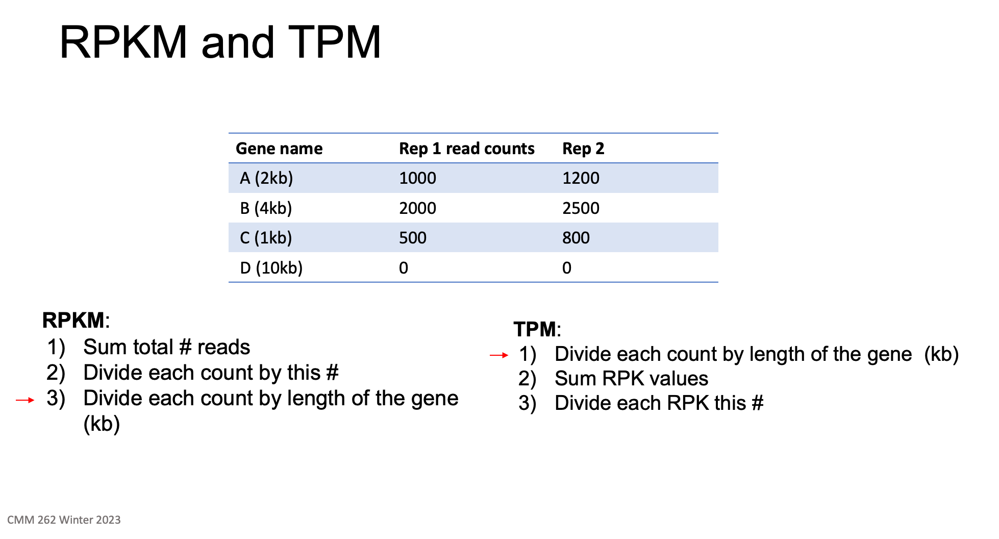 RPKM and TPM
Gene name Rep 1 read counts Rep 2
A (2kb) 1000 1200
B (4kb) 2000 2500
C (1kb) 500 800
D (10kb) 0 0
RPKM:
1) Sum total # reads
2) Divide each count by this #
3) Divide each count by length of the gene
(kb)
TPM:
1) Divide each count by length of the gene (kb)
2) Sum RPK values
3) Divide each RPK this #
CMM 262 Winter 2023